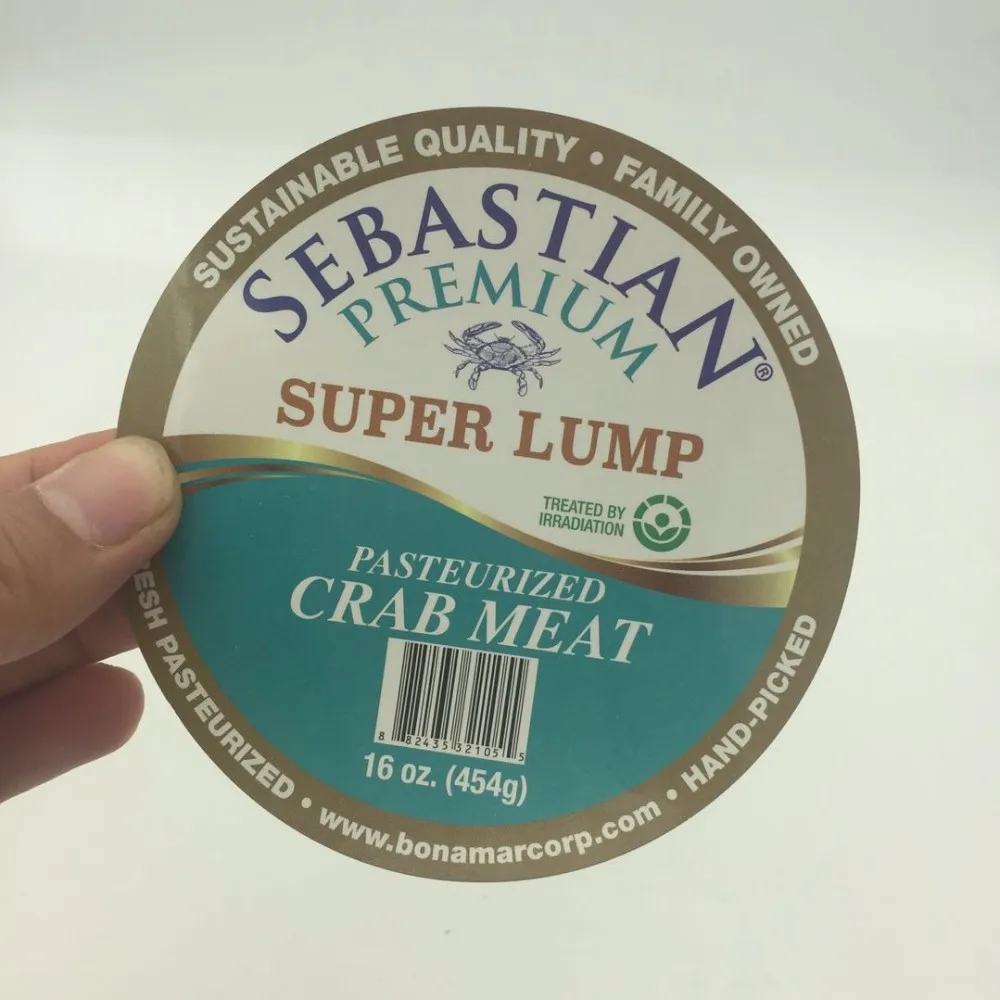 SUSTAINABLE QUALITY • FAMILY OWNED
SEBASTIAN®
PREMIUM
SUPER LUMP
TREATED BY
IRRADIATION
PASTEURIZED
CRAB MEAT
8 82435 32105 5
16 oz. (454g)
ESH PASTEURIZED • www.bonamarcorp.com • HAND-PICKED